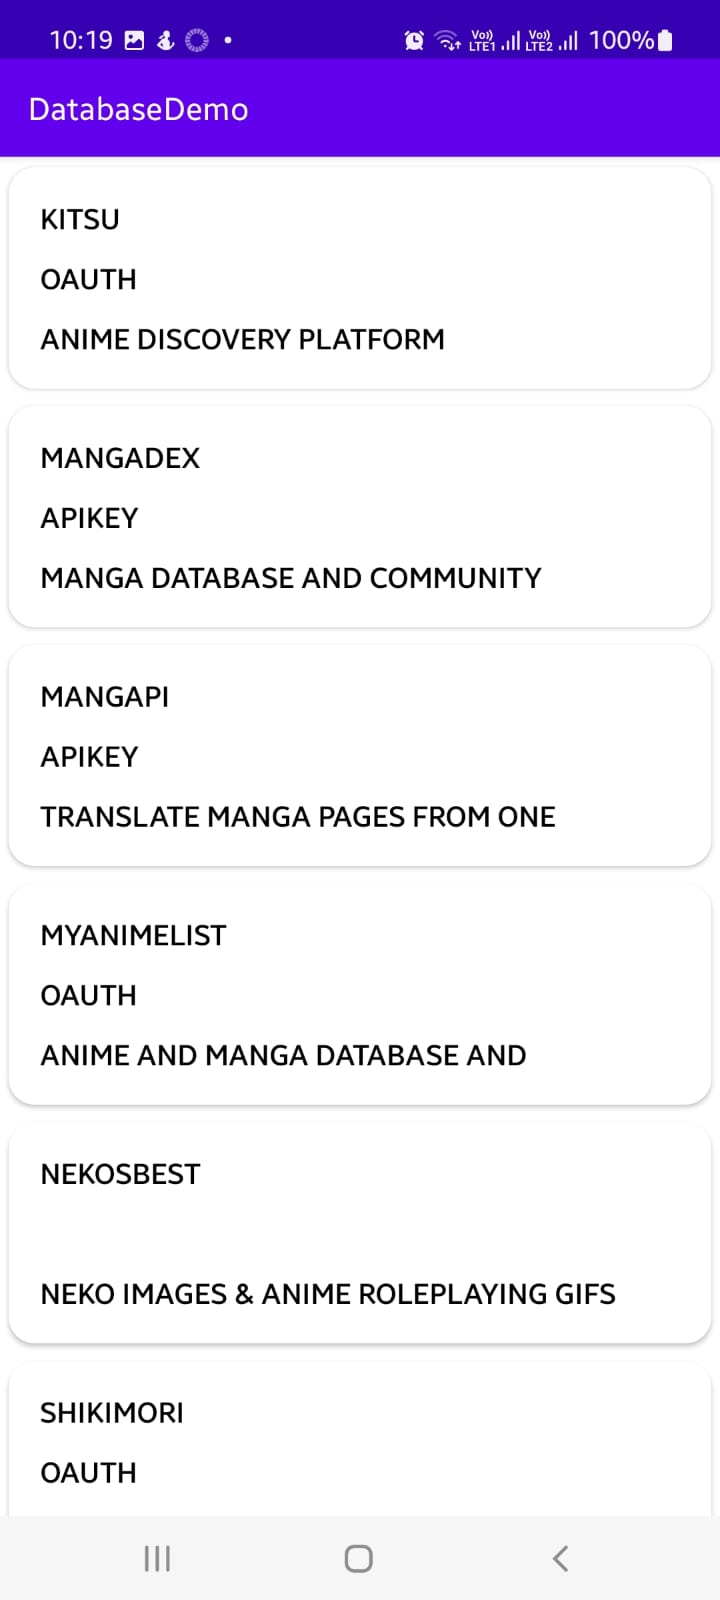 10:19
Vo)) LTE1 Vo)) LTE2 100%
DatabaseDemo
KITSU
OAUTH
ANIME DISCOVERY PLATFORM
MANGADEX
APIKEY
MANGA DATABASE AND COMMUNITY
MANGAPI
APIKEY
TRANSLATE MANGA PAGES FROM ONE
MYANIMELIST
OAUTH
ANIME AND MANGA DATABASE AND
NEKOSBEST
NEKO IMAGES & ANIME ROLEPLAYING GIFS
SHIKIMORI
OAUTH